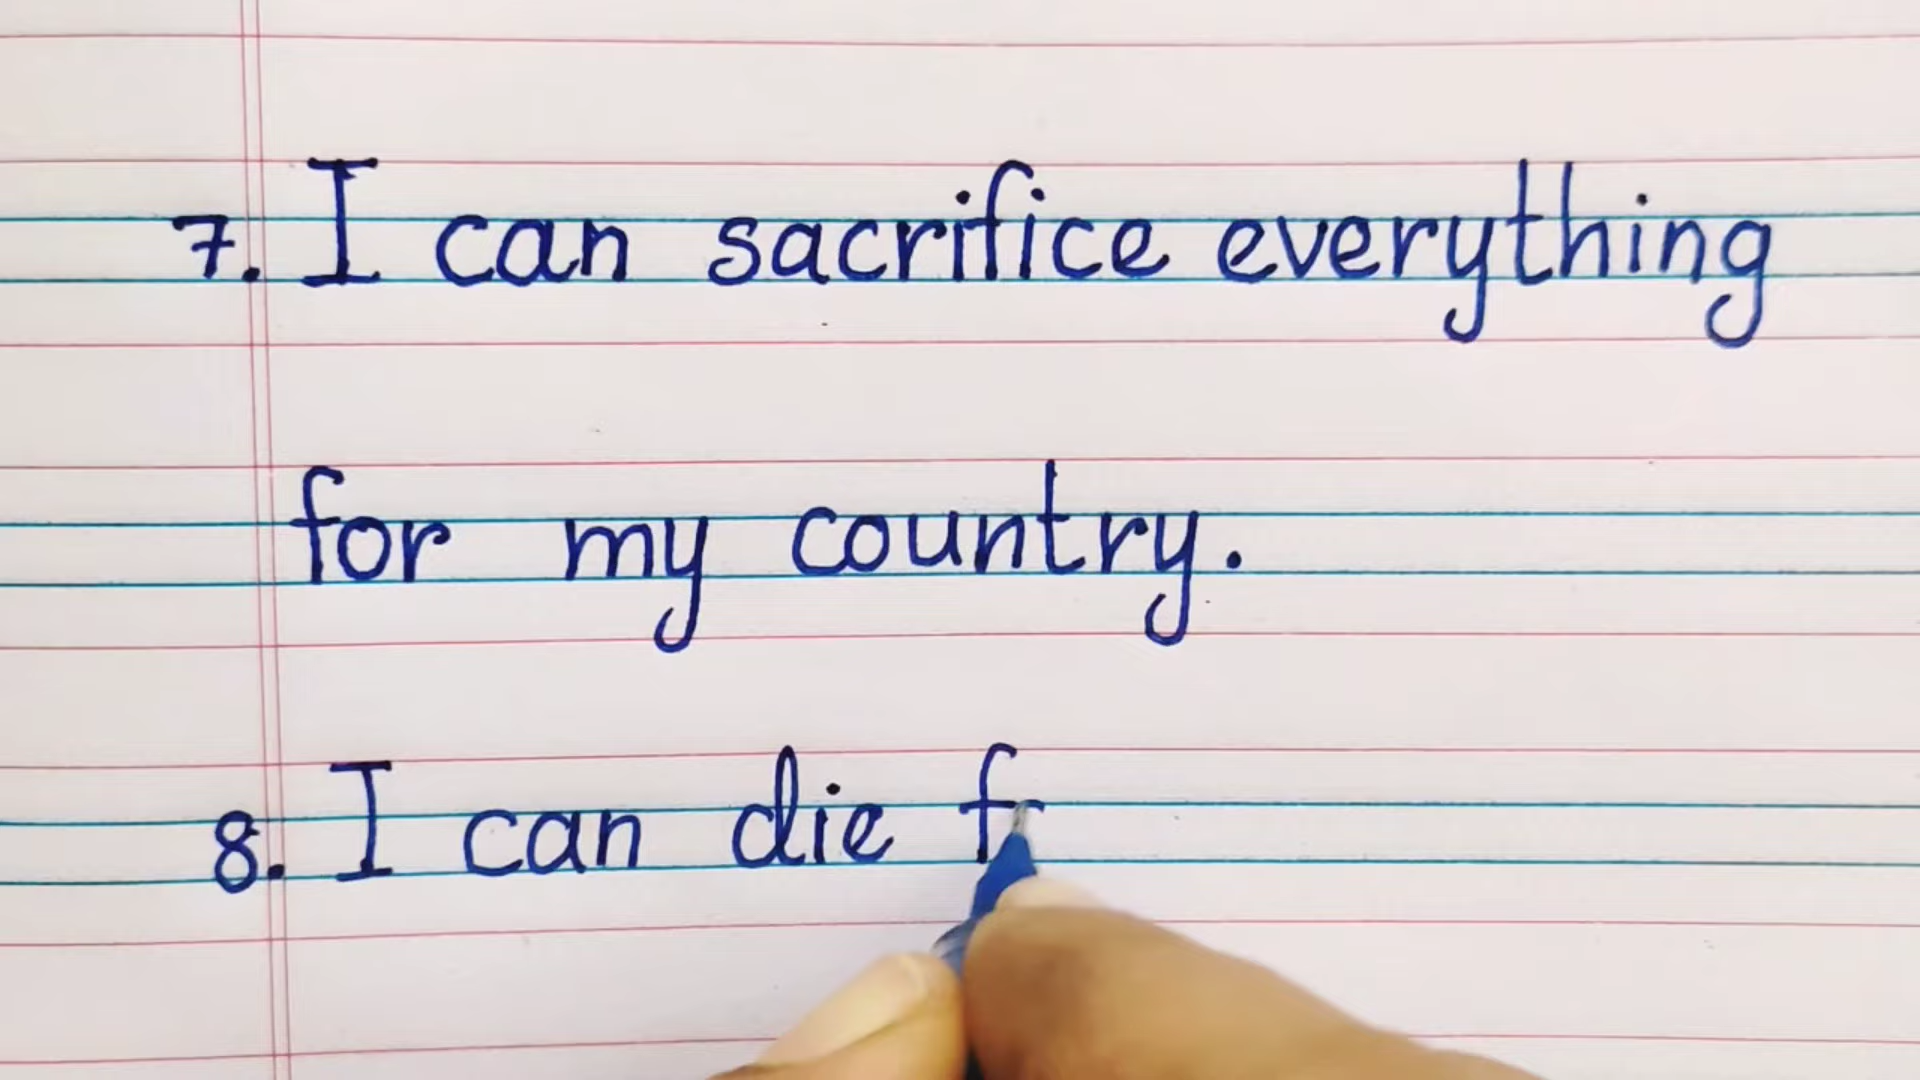 7. I can sacrifice everything
for my country.
8. I can die f